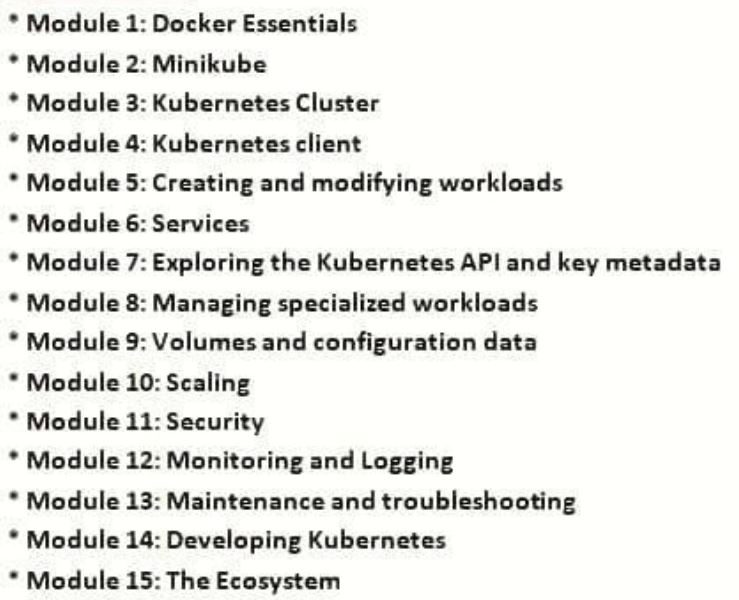 * Module 1: Docker Essentials
* Module 2: Minikube
* Module 3: Kubernetes Cluster
* Module 4: Kubernetes client
* Module 5: Creating and modifying workloads
* Module 6: Services
* Module 7: Exploring the Kubernetes API and key metadata
* Module 8: Managing specialized workloads
* Module 9: Volumes and configuration data
* Module 10: Scaling
* Module 11: Security
* Module 12: Monitoring and Logging
* Module 13: Maintenance and troubleshooting
* Module 14: Developing Kubernetes
* Module 15: The Ecosystem